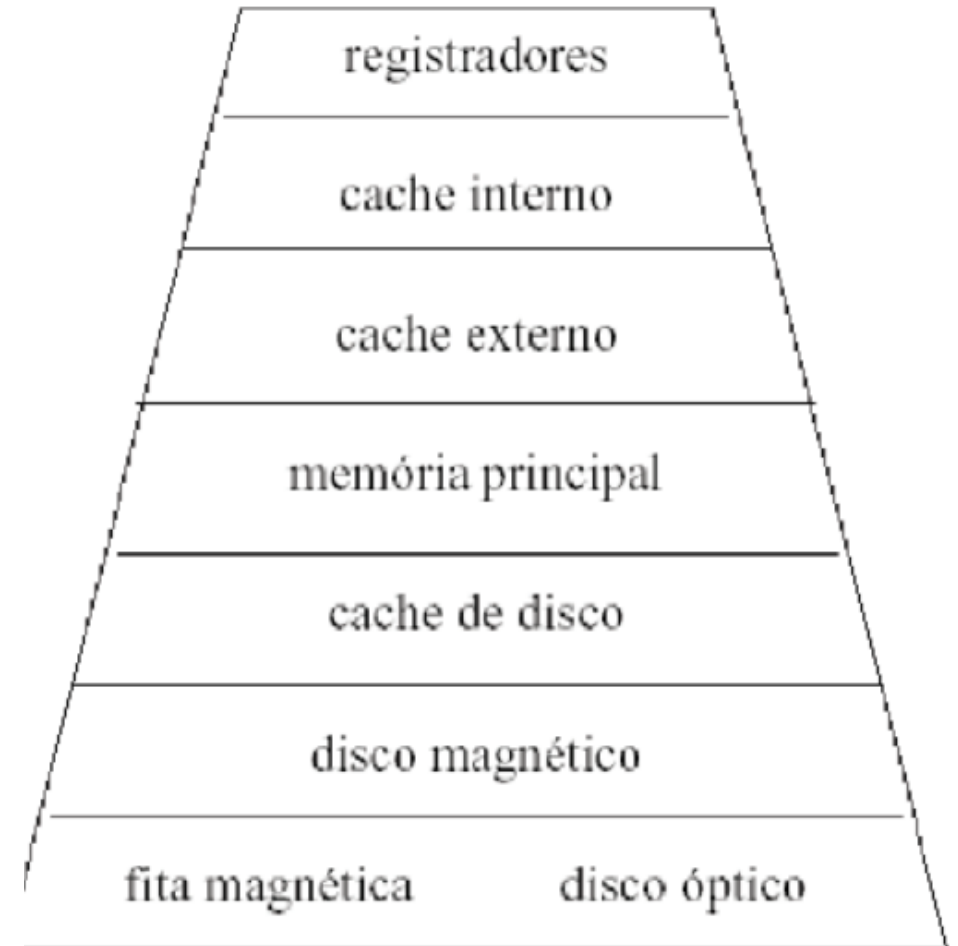 registradores
cache interno
cache externo
memória principal
cache de disco
disco magnético
fita magnética disco óptico